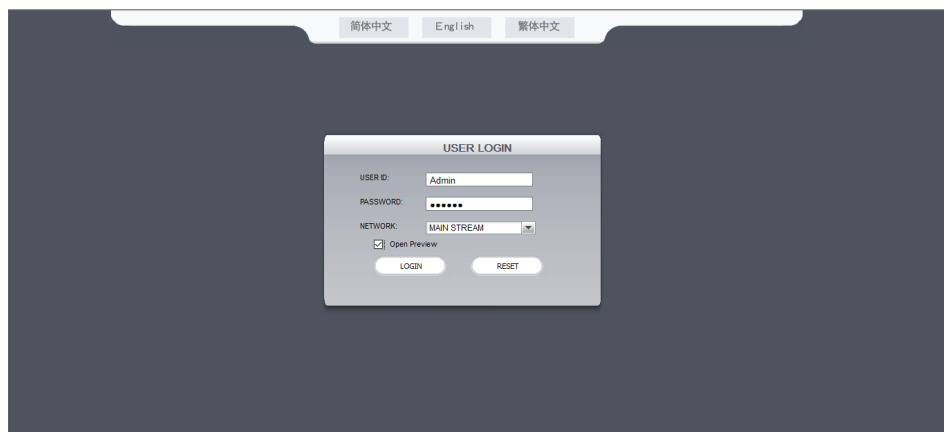 简体中文 English 繁体中文
USER LOGIN
USER ID: Admin
PASSWORD: ●●●●●●
NETWORK: MAIN STREAM
Open Preview
LOGIN RESET